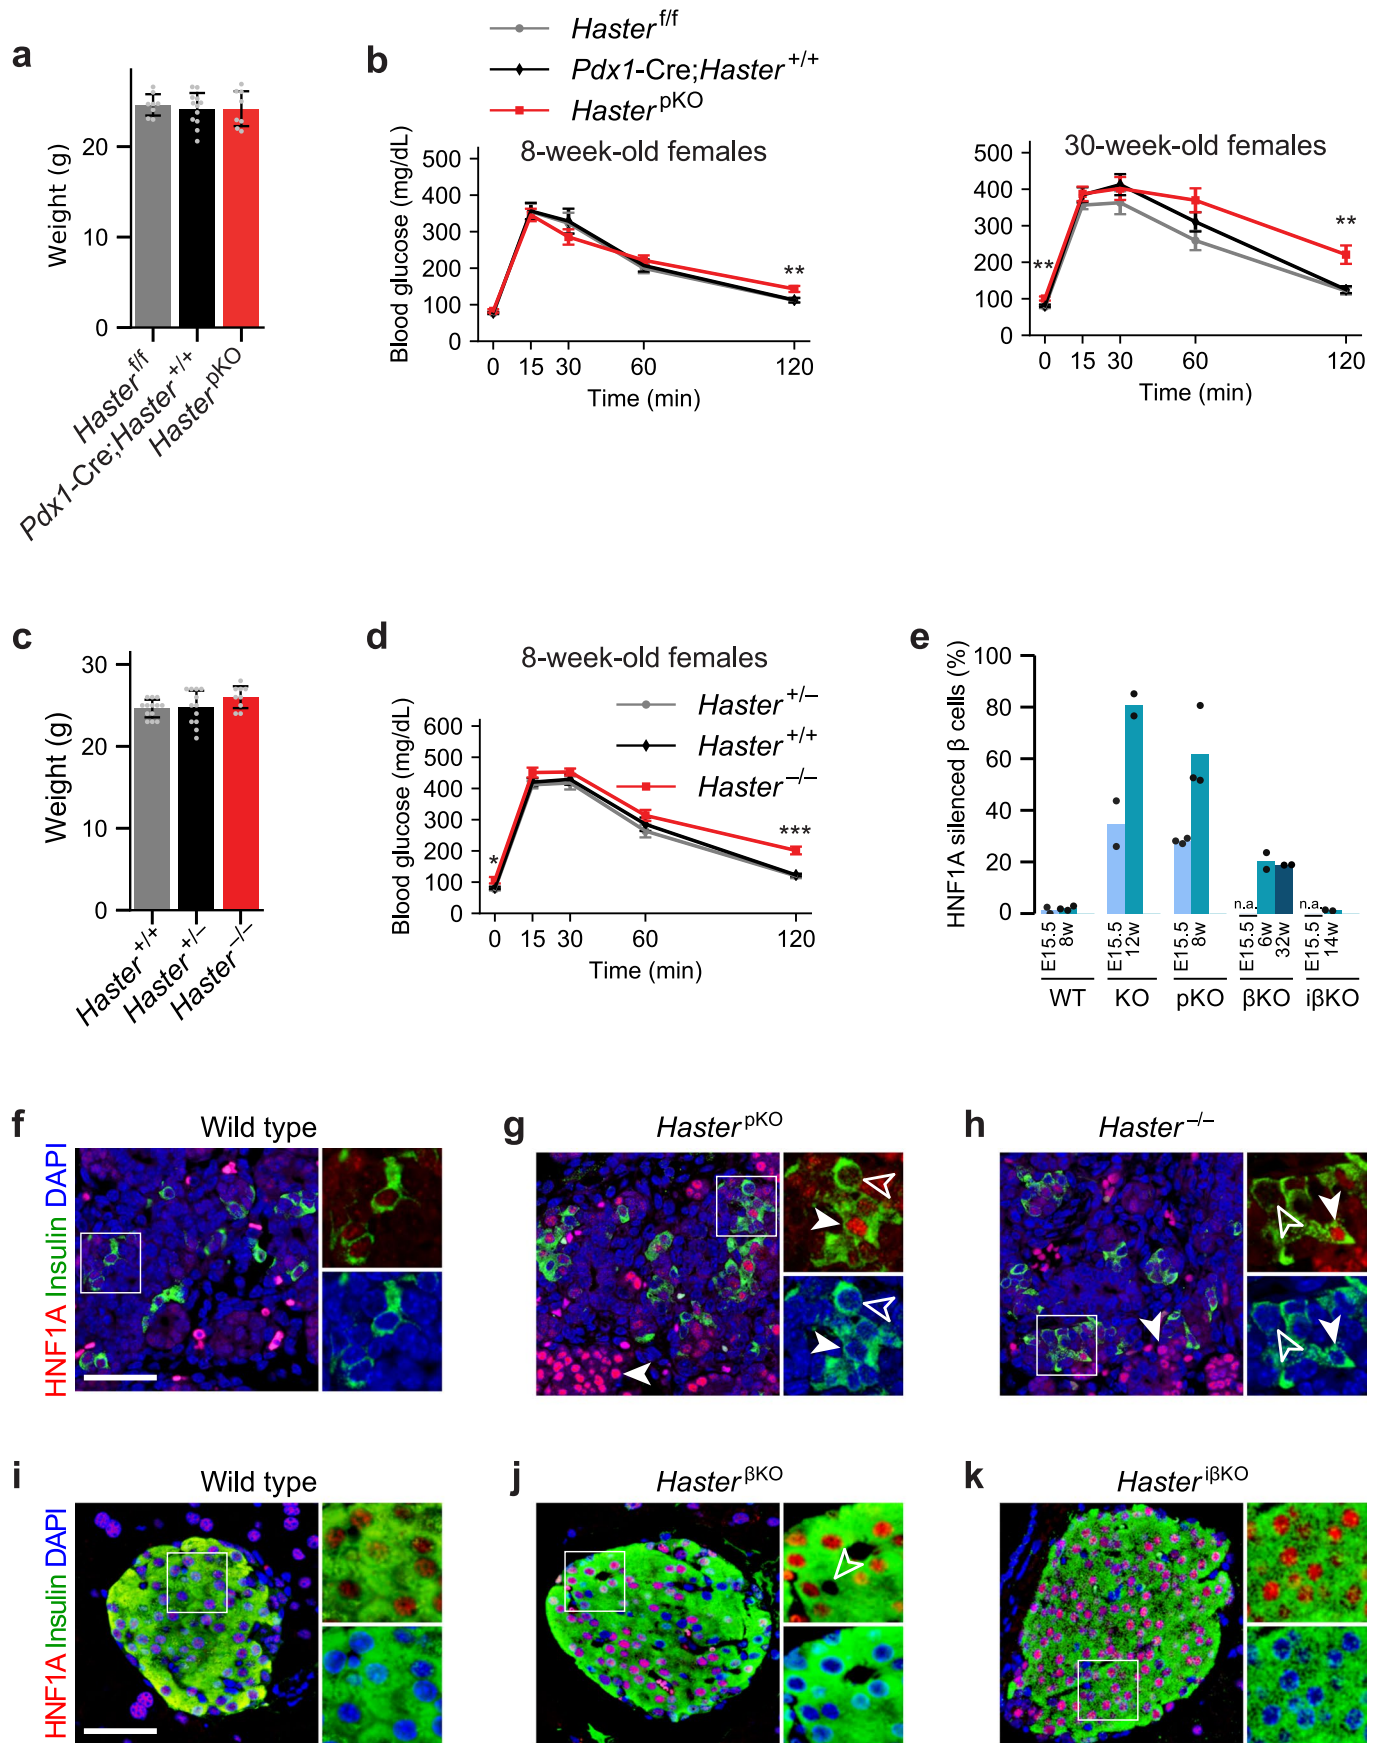 a
Weight (g)
20
10
0
Haster f/f
Pdx1-Cre;Haster +/+
Haster pKO
b
Haster f/f
Pdx1-Cre;Haster +/+
Haster pKO
8-week-old females
Blood glucose (mg/dL)
500
400
300
200
100
0
**
0 15 30 60 120
Time (min)
30-week-old females
500
400
300
200
100
0
**
**
0 15 30 60 120
Time (min)
c
Weight (g)
30
20
10
0
Haster +/+
Haster +/–
Haster –/–
d
8-week-old females
Haster +/–
Haster +/+
Haster –/–
Blood glucose (mg/dL)
600
500
400
300
200
100
0
*
***
0 15 30 60 120
Time (min)
e
HNF1A silenced β cells (%)
100
80
60
40
20
0
n.a. n.a.
E15.5 8w E15.5 12w E15.5 8w E15.5 6w 32w E15.5 14w
WT KO pKO βKO iβKO
f Wild type
HNF1A Insulin DAPI
g Haster pKO
h Haster –/–
i Wild type
HNF1A Insulin DAPI
j Haster βKO
k Haster iβKO